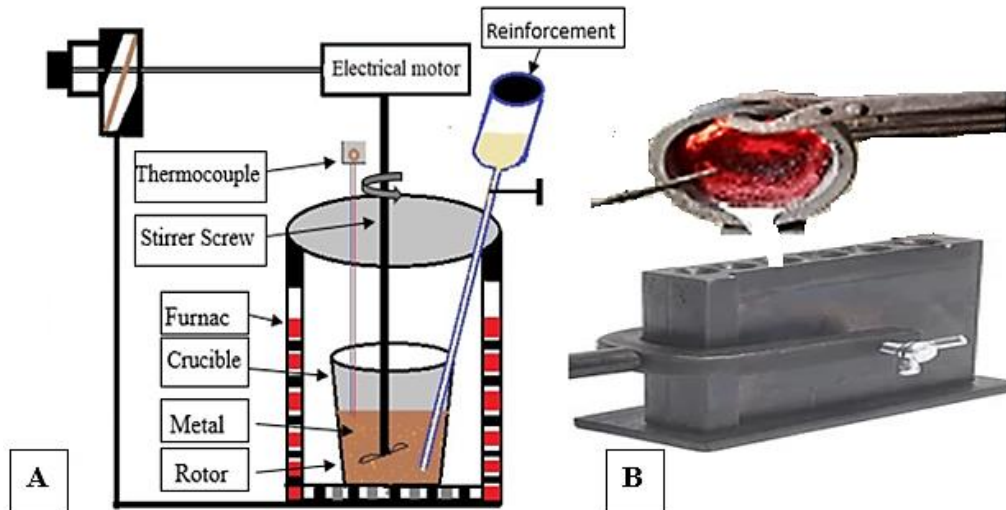 Reinforcement
Electrical motor
Thermocouple
Stirrer Screw
Furnac
Crucible
Metal
Rotor
A
B